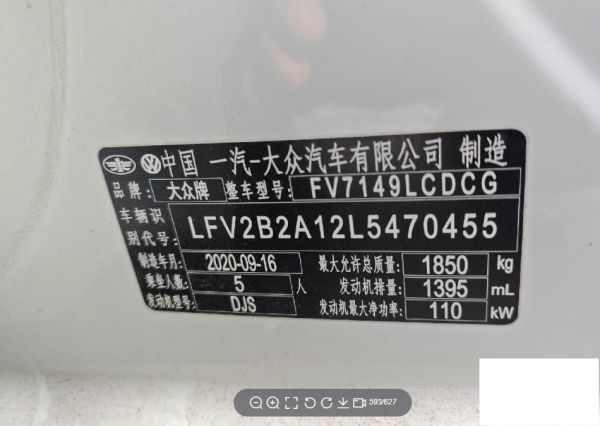 中国 一汽-大众汽车有限公司 制造
品牌: 大众牌 整车型号: FV7149LCDCG
车辆识别代号: LFV2B2A12L5470455
制造年月: 2020-09-16 最大允许总质量: 1850 kg
乘坐人数: 5 人 发动机排量: 1395 mL
发动机型号: DJS 发动机最大净功率: 110 kW
593/627